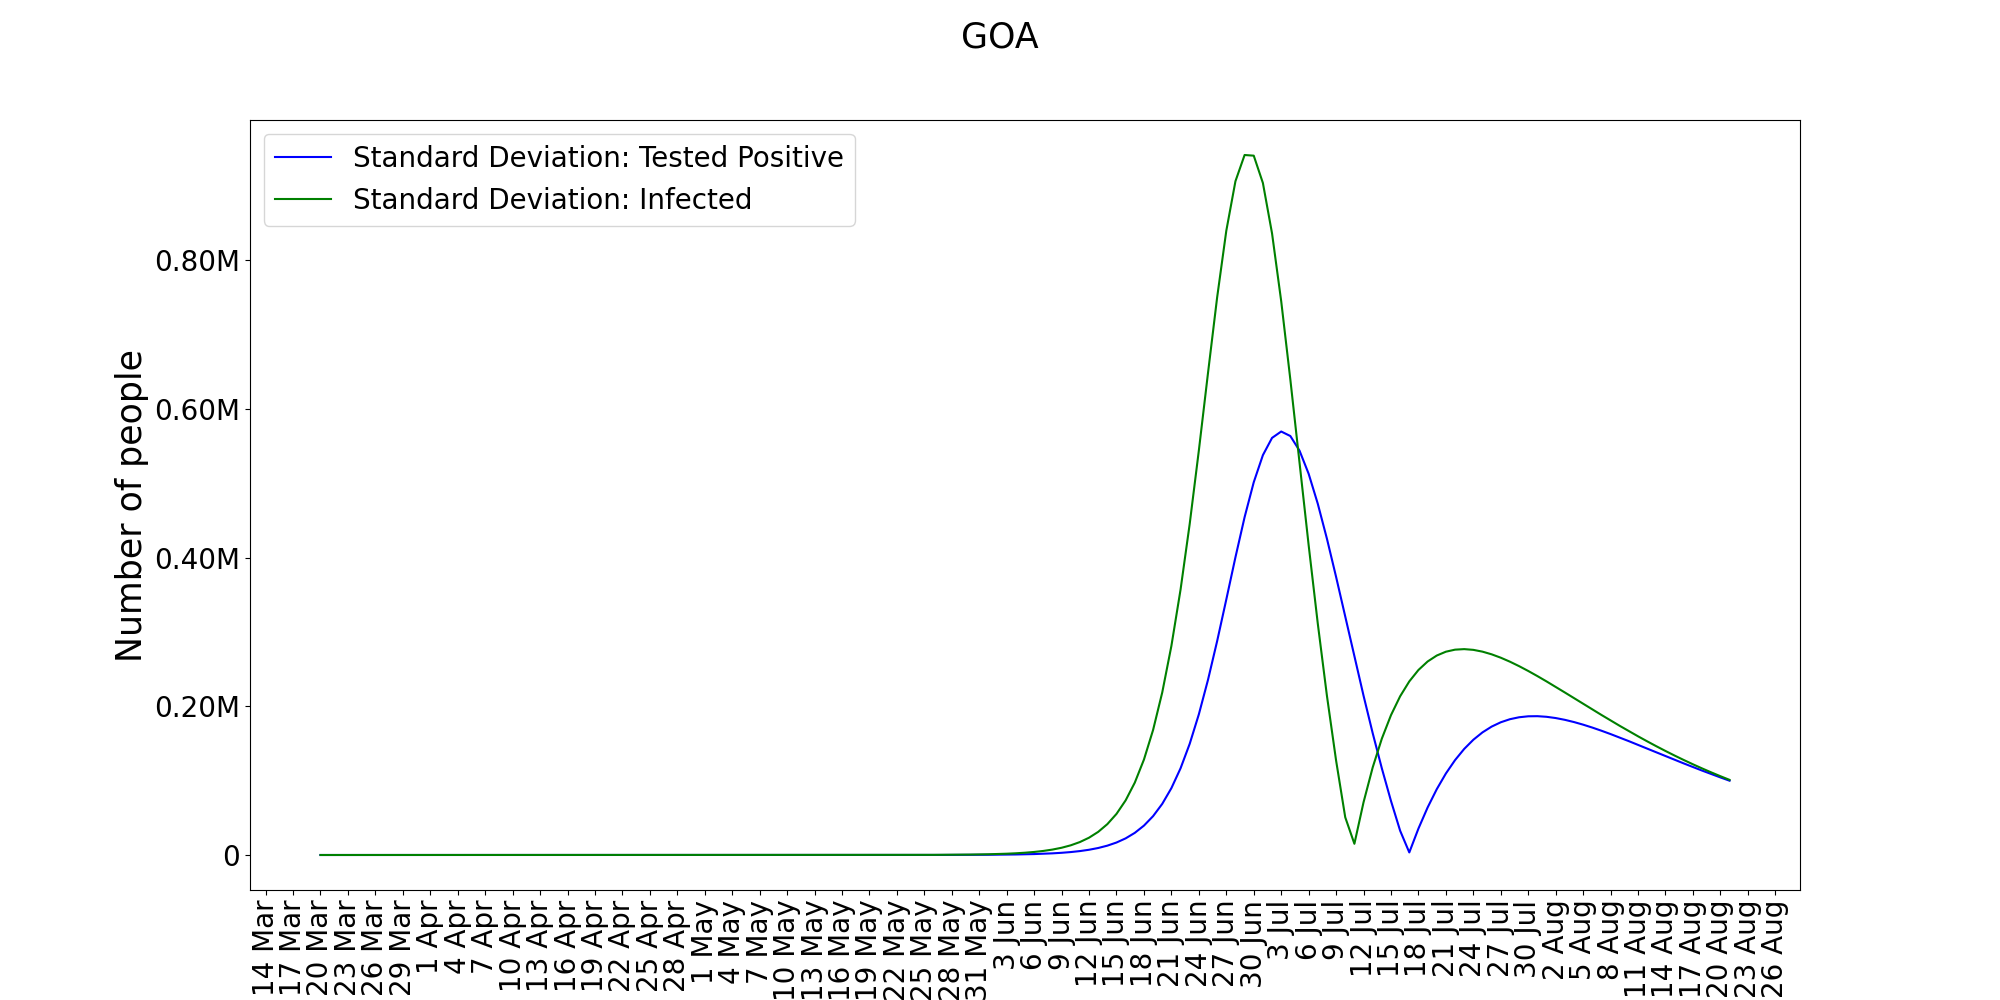 GOA
Standard Deviation: Tested Positive
Standard Deviation: Infected
Number of people
0.80M
0.60M
0.40M
0.20M
0
14 Mar
17 Mar
20 Mar
23 Mar
26 Mar
29 Mar
1 Apr
4 Apr
7 Apr
10 Apr
13 Apr
16 Apr
19 Apr
22 Apr
25 Apr
28 Apr
1 May
4 May
7 May
10 May
13 May
16 May
19 May
22 May
25 May
28 May
31 May
3 Jun
6 Jun
9 Jun
12 Jun
15 Jun
18 Jun
21 Jun
24 Jun
27 Jun
30 Jun
3 Jul
6 Jul
9 Jul
12 Jul
15 Jul
18 Jul
21 Jul
24 Jul
27 Jul
30 Jul
2 Aug
5 Aug
8 Aug
11 Aug
14 Aug
17 Aug
20 Aug
23 Aug
26 Aug